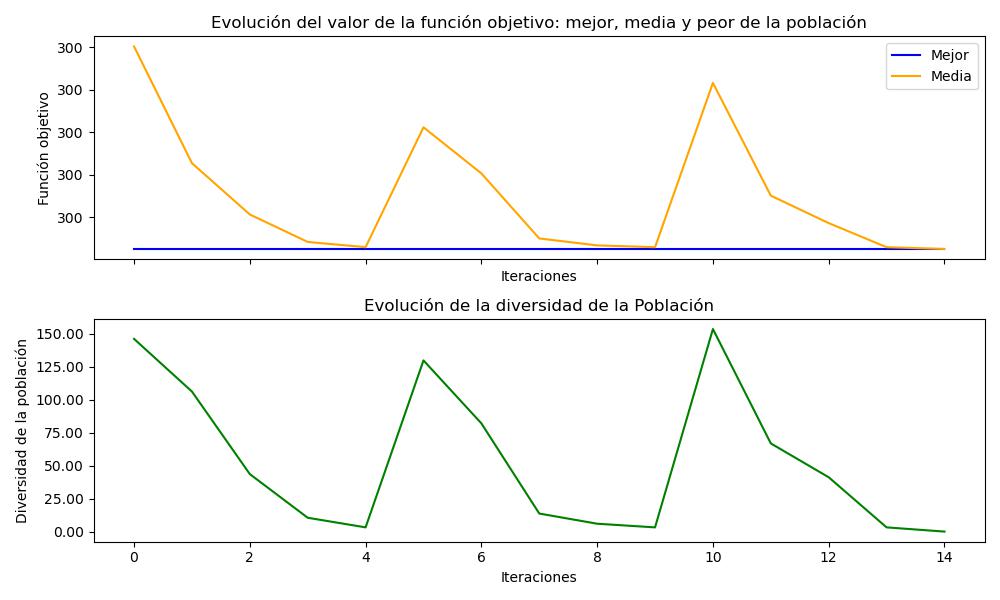 Evolución del valor de la función objetivo: mejor, media y peor de la población
300
300
300
300
300
Función objetivo
Mejor
Media
Iteraciones
Evolución de la diversidad de la Población
150.00
125.00
100.00
75.00
50.00
25.00
0.00
Diversidad de la población
0 2 4 6 8 10 12 14
Iteraciones